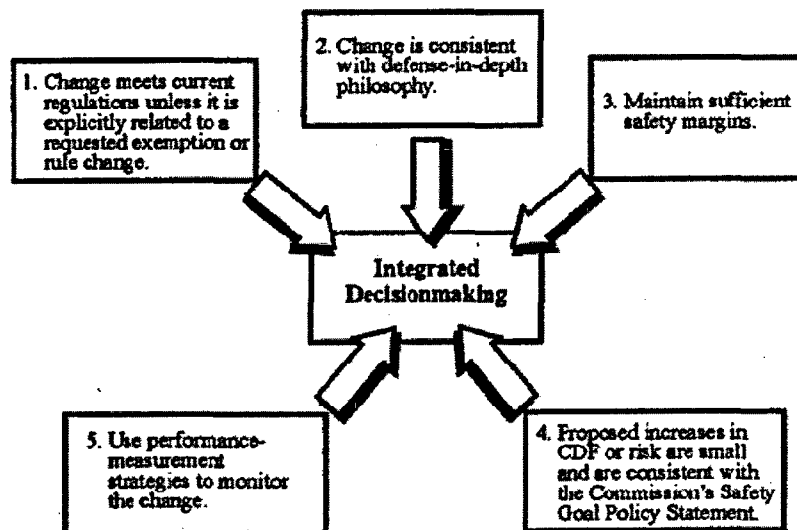 1. Change meets current
regulations unless it is
explicitly related to a
requested exemption or
rule change.
2. Change is consistent
with defense-in-depth
philosophy.
3. Maintain sufficient
safety margins.
Integrated
Decisionmaking
4. Proposed increases in
CDF or risk are small
and are consistent with
the Commission's Safety
Goal Policy Statement.
5. Use performance-
measurement
strategies to monitor
the change.